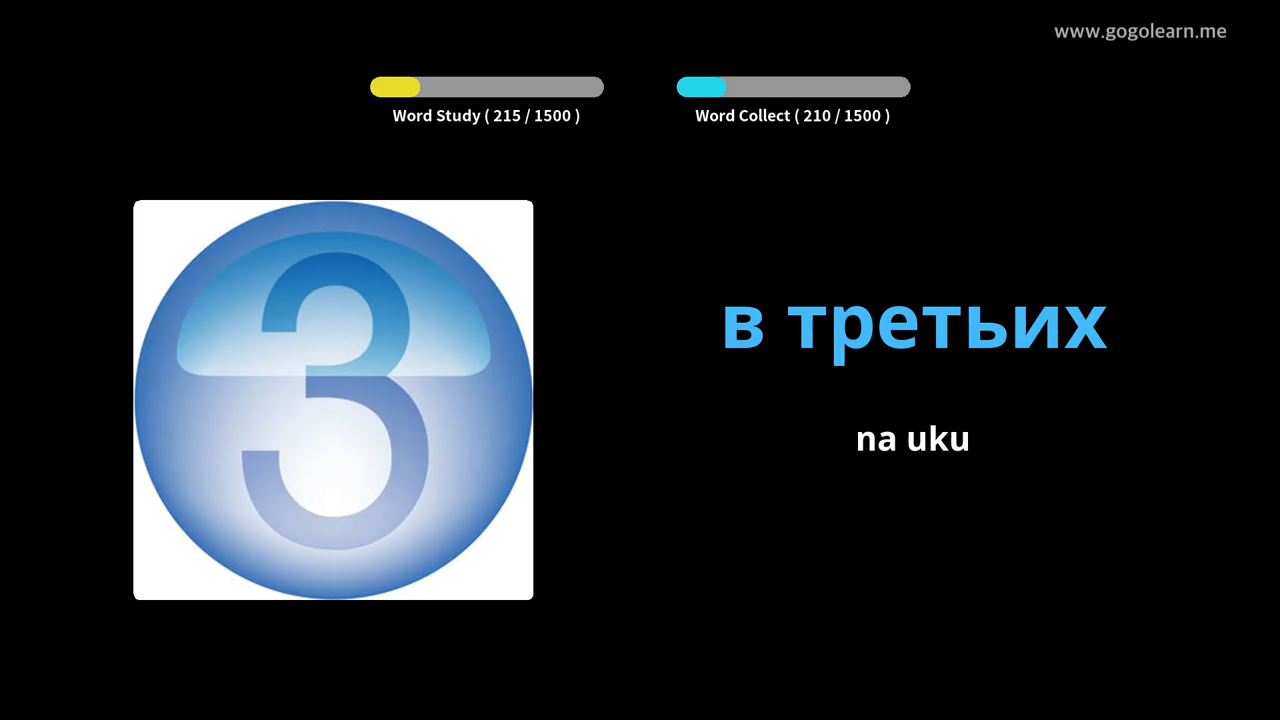 www.gogolearn.me
Word Study ( 215 / 1500 )
Word Collect ( 210 / 1500 )
3
в третьих
na uku